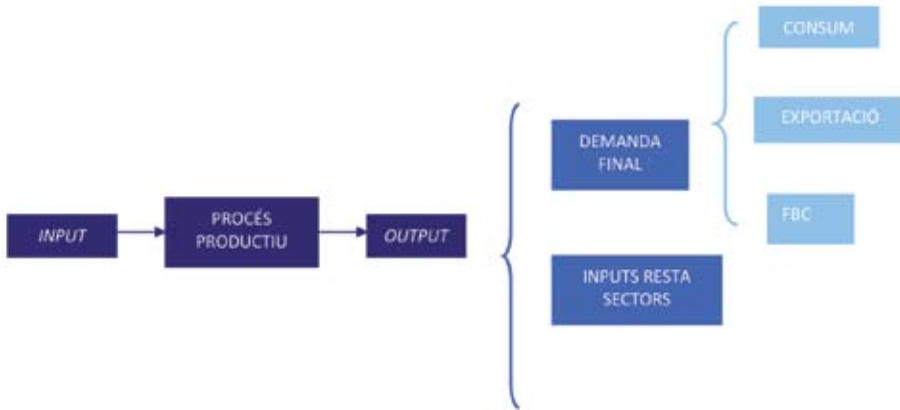 INPUT
PROCÉS
PRODUCTIU
OUTPUT
DEMANDA
FINAL
INPUTS RESTA
SECTORS
CONSUM
EXPORTACIÓ
FBC